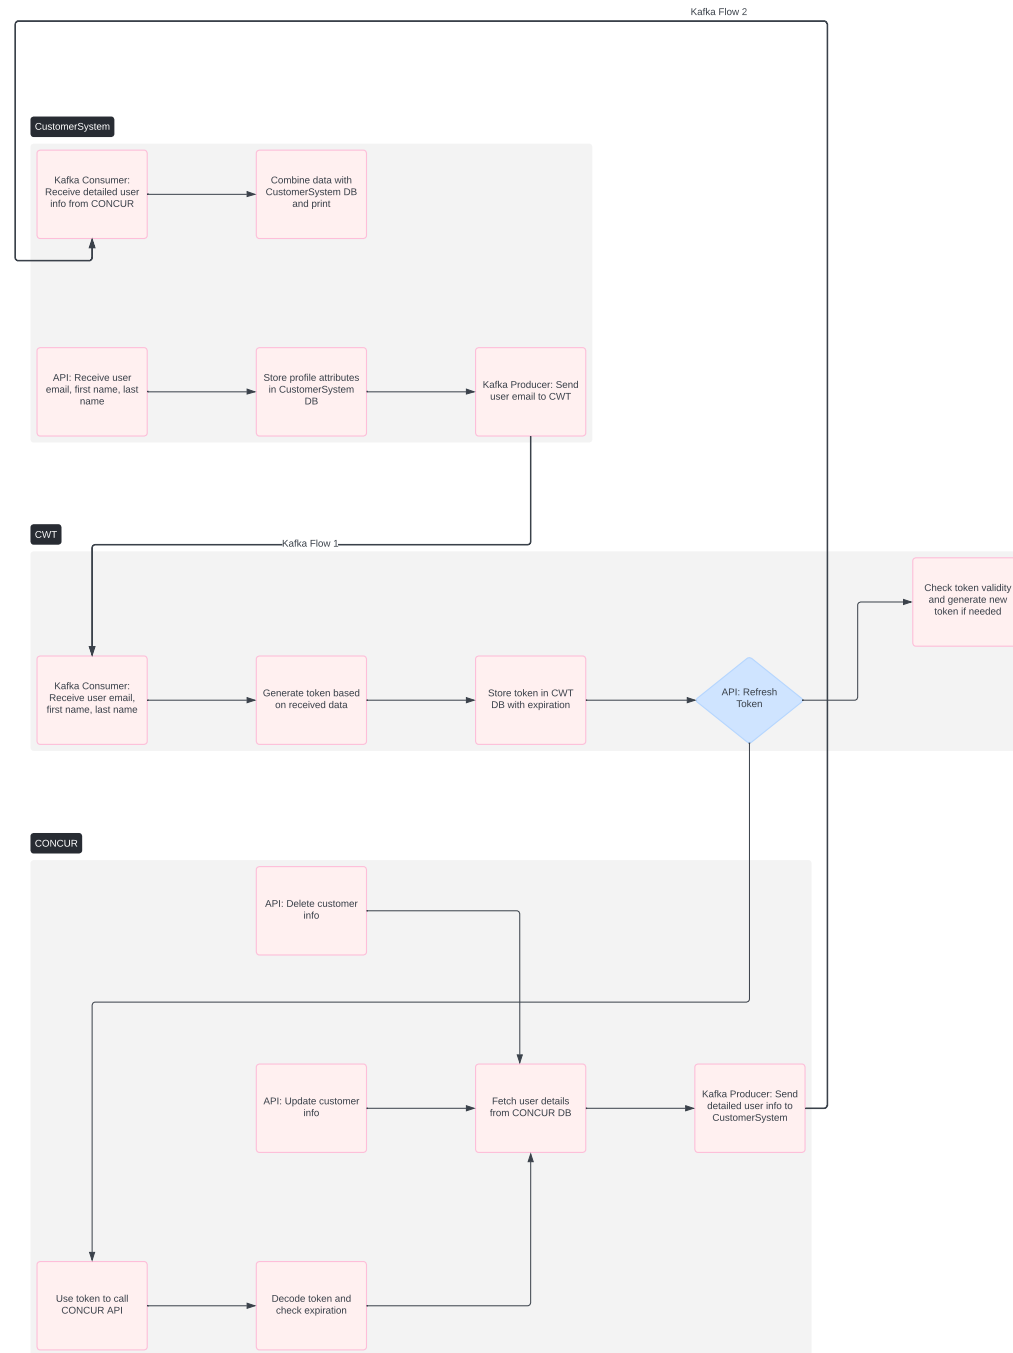 Kafka Flow 2
CustomerSystem
Kafka Consumer:
Receive detailed user
info from CONCUR
Combine data with
CustomerSystem DB
and print
API: Receive user
email, first name, last
name
Store profile attributes
in CustomerSystem
DB
Kafka Producer: Send
user email to CWT
CWT
Kafka Flow 1
Check token validity
and generate new
token if needed
Kafka Consumer:
Receive user email,
first name, last name
Generate token based
on received data
Store token in CWT
DB with expiration
API: Refresh
Token
CONCUR
API: Delete customer
info
API: Update customer
info
Fetch user details
from CONCUR DB
Kafka Producer: Send
detailed user info to
CustomerSystem
Use token to call
CONCUR API
Decode token and
check expiration